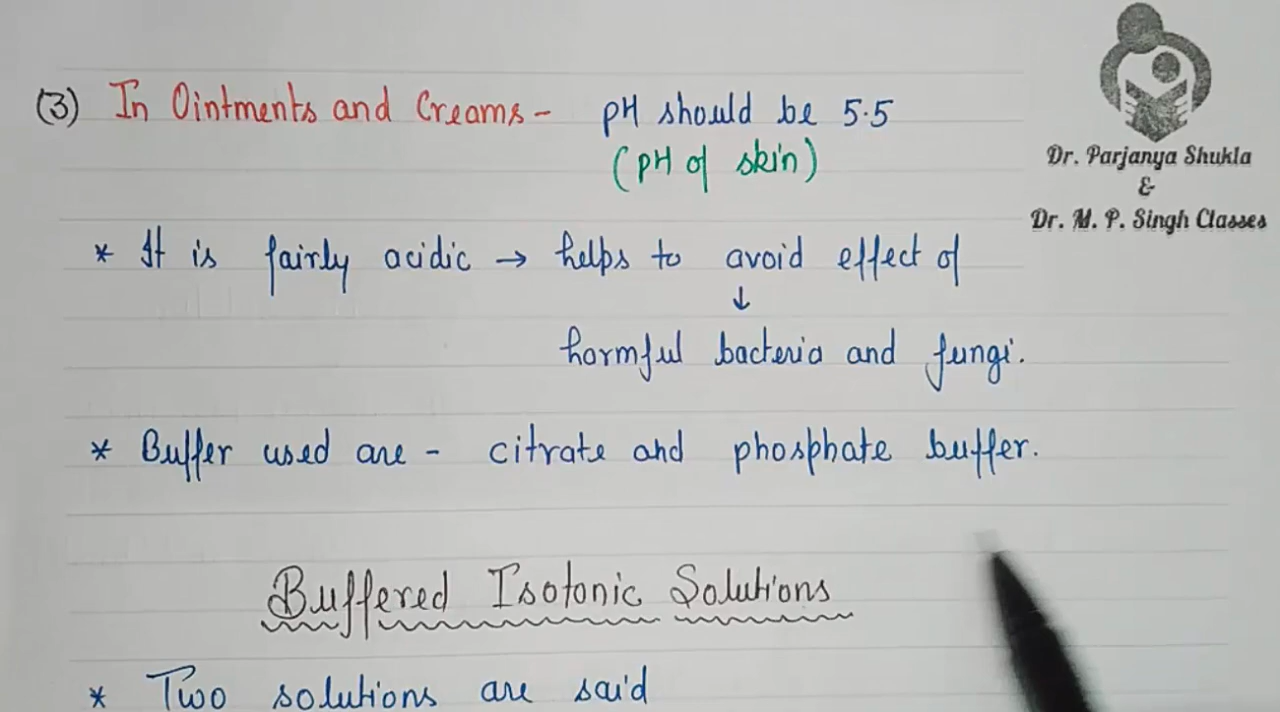 (3) In Ointments and Creams - pH should be 5.5
(pH of skin)
Dr. Parjanya Shukla
&
Dr. M. P. Singh Classes
* It is fairly acidic → helps to avoid effect of
↓
harmful bacteria and fungi.
* Buffer used are - citrate and phosphate buffer.
Buffered Isotonic Solutions
* Two solutions are said